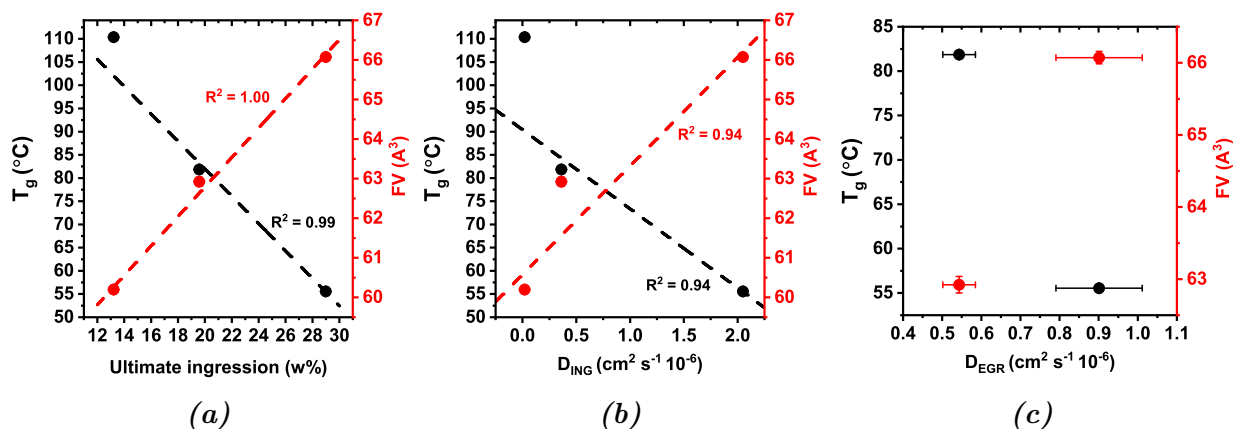 110
105
100
95
90
85
80
75
70
65
60
55
50
T_g (°C)
R² = 1.00
R² = 0.99
67
66
65
64
63
62
61
60
FV (A³)
12 14 16 18 20 22 24 26 28 30
Ultimate ingression (w%)
(a)
110
105
100
95
90
85
80
75
70
65
60
55
50
T_g (°C)
R² = 0.94
R² = 0.94
67
66
65
64
63
62
61
60
FV (A³)
0.0 0.5 1.0 1.5 2.0
D_ING (cm² s⁻¹ 10⁻⁶)
(b)
85
80
75
70
65
60
55
T_g (°C)
66
65
64
63
FV (A³)
0.4 0.5 0.6 0.7 0.8 0.9 1.0 1.1
D_EGR (cm² s⁻¹ 10⁻⁶)
(c)